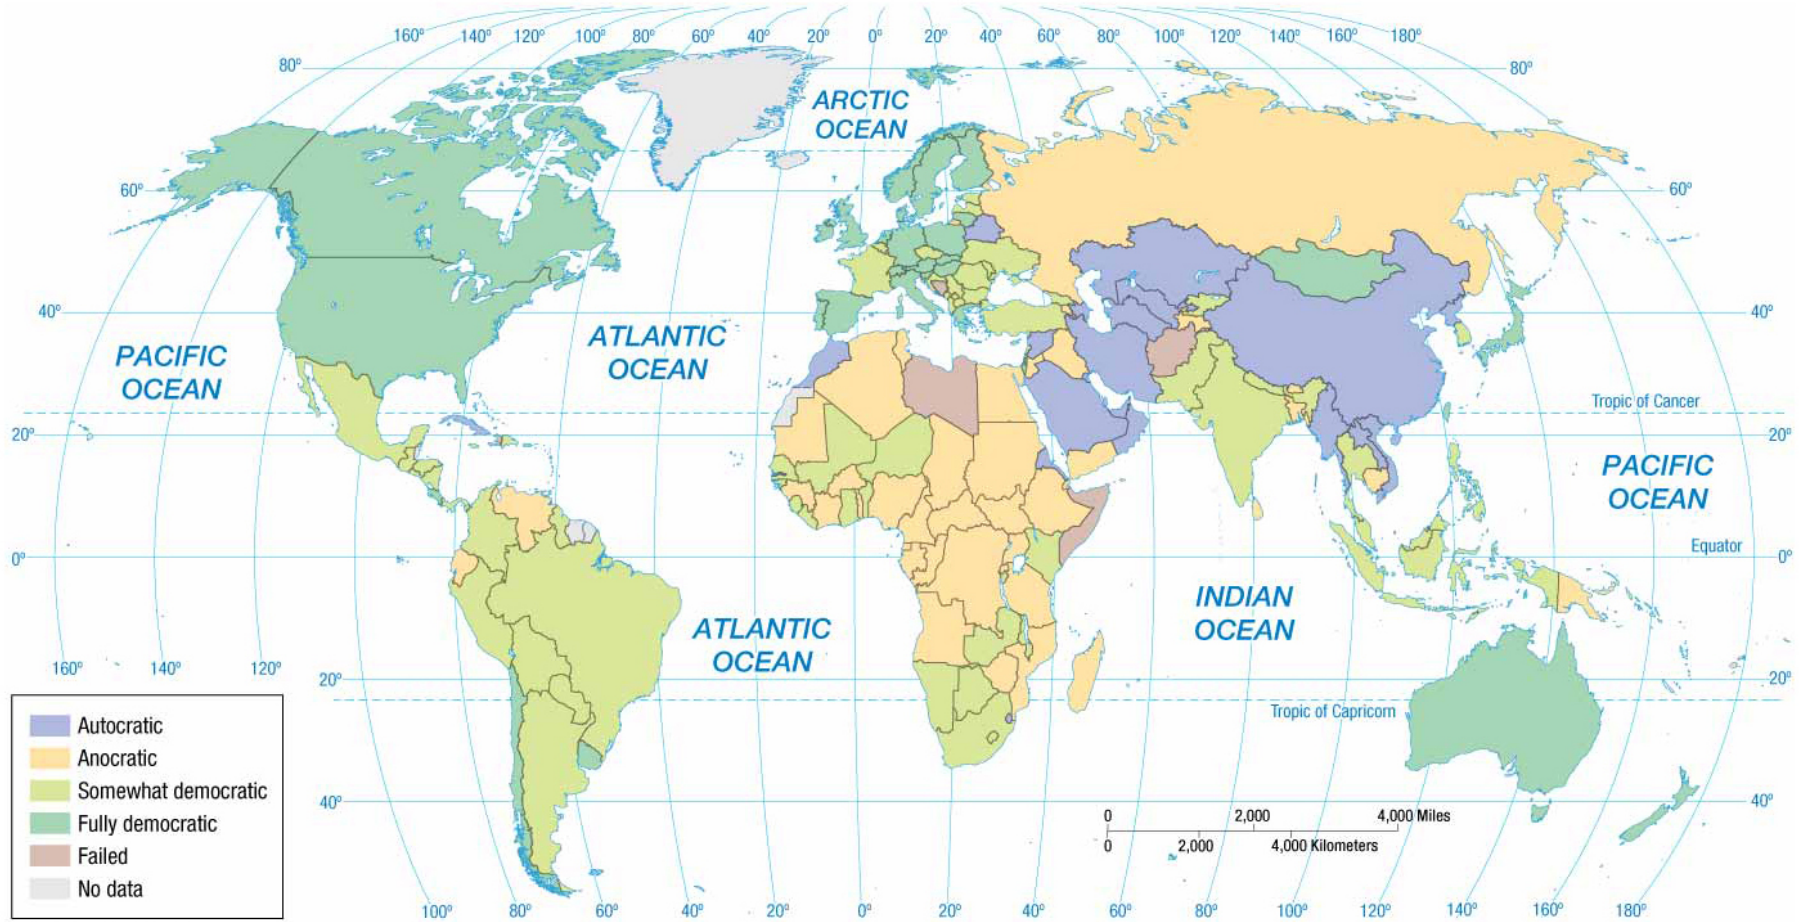 160° 140° 120° 100° 80° 60° 40° 20° 0° 20° 40° 60° 80° 100° 120° 140° 160° 180°
80° 80°
ARCTIC
OCEAN
60° 60°
40° 40°
PACIFIC
OCEAN
ATLANTIC
OCEAN
Tropic of Cancer
20° 20°
PACIFIC
OCEAN
0° Equator 0°
INDIAN
OCEAN
ATLANTIC
OCEAN
160° 140° 120°
20° 20°
Tropic of Capricorn
40° 40°
0 2,000 4,000 Miles
0 2,000 4,000 Kilometers
Autocratic
Anocratic
Somewhat democratic
Fully democratic
Failed
No data
100° 80° 60° 40° 20° 0° 20° 40° 60° 80° 100° 120° 140° 160° 180°